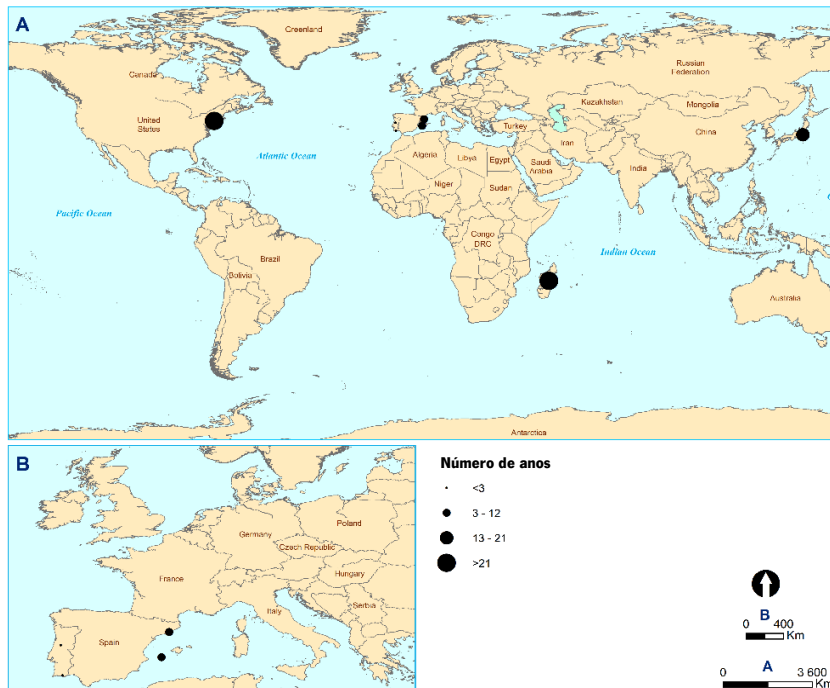 A
Greenland
Canada
Russian
Federation
United
States
Kazakhstan
Mongolia
Turkey
China
Iran
Atlantic Ocean
Algeria
Libya
Egypt
Saudi
Arabia
India
Niger
Sudan
Pacific Ocean
Congo
DRC
Indian Ocean
Brazil
Bolivia
Australia
Antarctica
B
Poland
Germany
Czech Republic
France
Hungary
Serbia
Italy
Spain
Número de anos
<3
3 - 12
13 - 21
>21
B
0 400
Km
A
0 3 600
Km